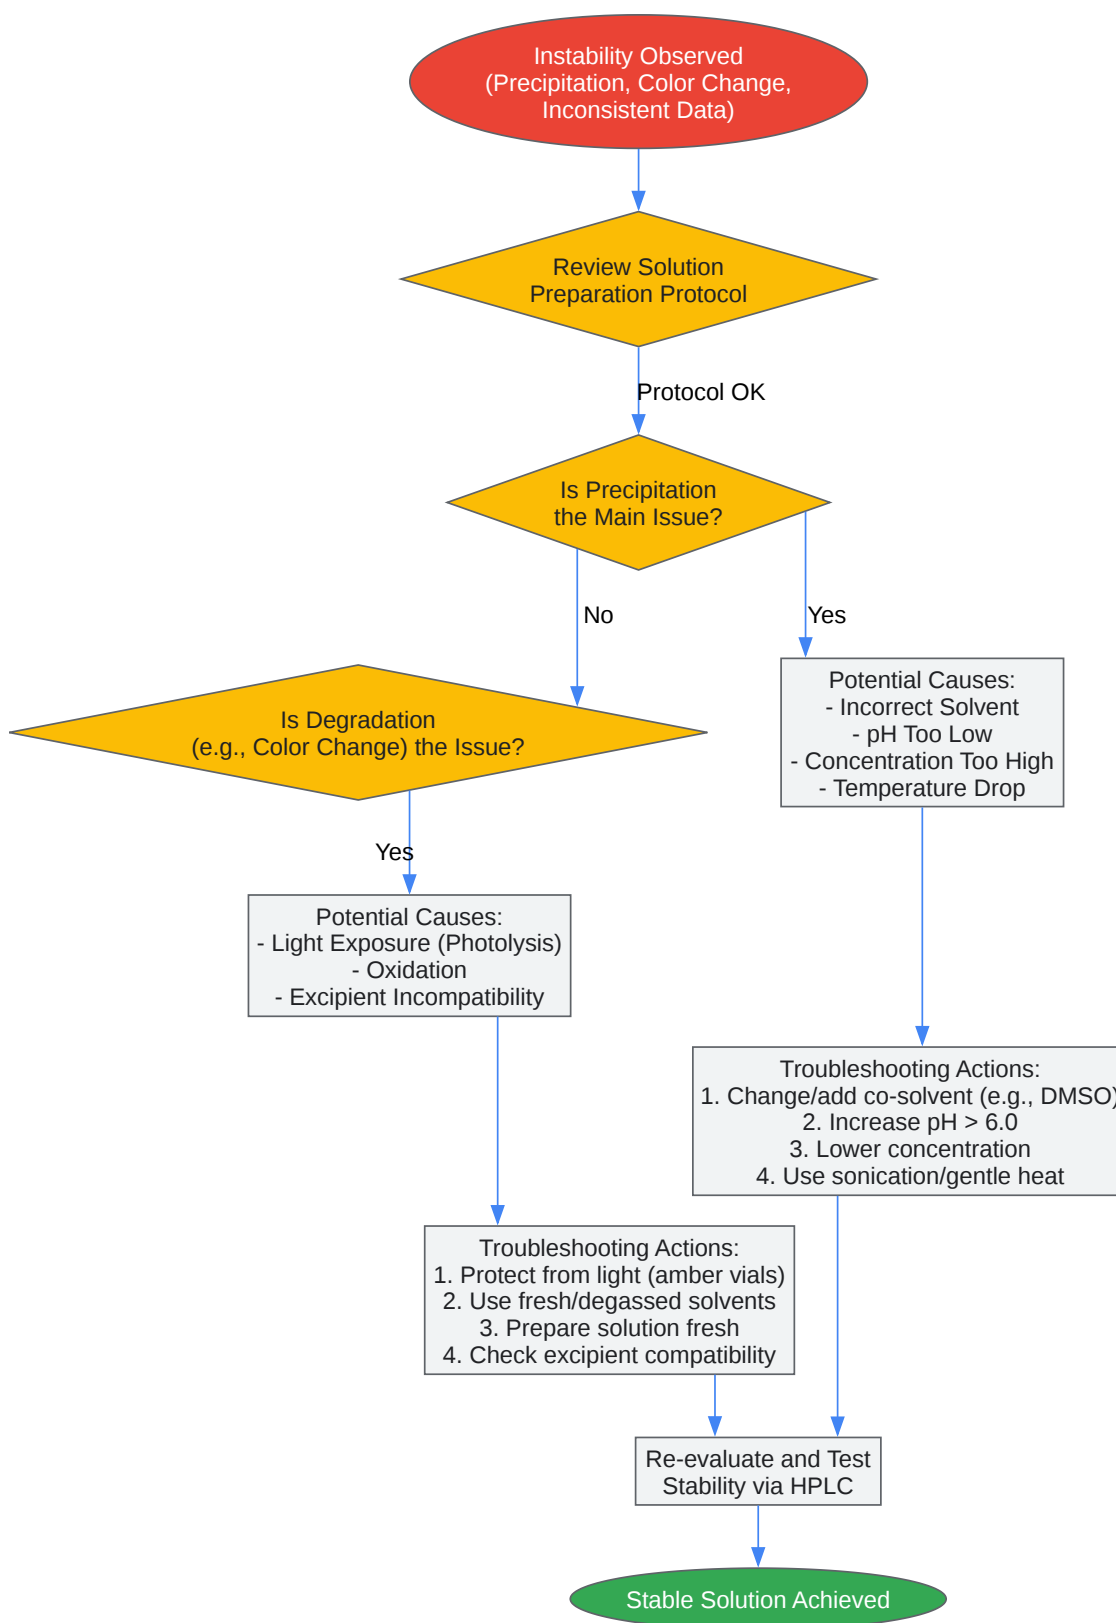 Instability Observed
(Precipitation, Color Change,
Inconsistent Data)
Review Solution
Preparation Protocol
Protocol OK
Is Precipitation
the Main Issue?
No
Yes
Is Degradation
(e.g., Color Change) the Issue?
Potential Causes:
- Incorrect Solvent
- pH Too Low
- Concentration Too High
- Temperature Drop
Yes
Potential Causes:
- Light Exposure (Photolysis)
- Oxidation
- Excipient Incompatibility
Troubleshooting Actions:
1. Change/add co-solvent (e.g., DMSO)
2. Increase pH > 6.0
3. Lower concentration
4. Use sonication/gentle heat
Troubleshooting Actions:
1. Protect from light (amber vials)
2. Use fresh/degassed solvents
3. Prepare solution fresh
4. Check excipient compatibility
Re-evaluate and Test
Stability via HPLC
Stable Solution Achieved